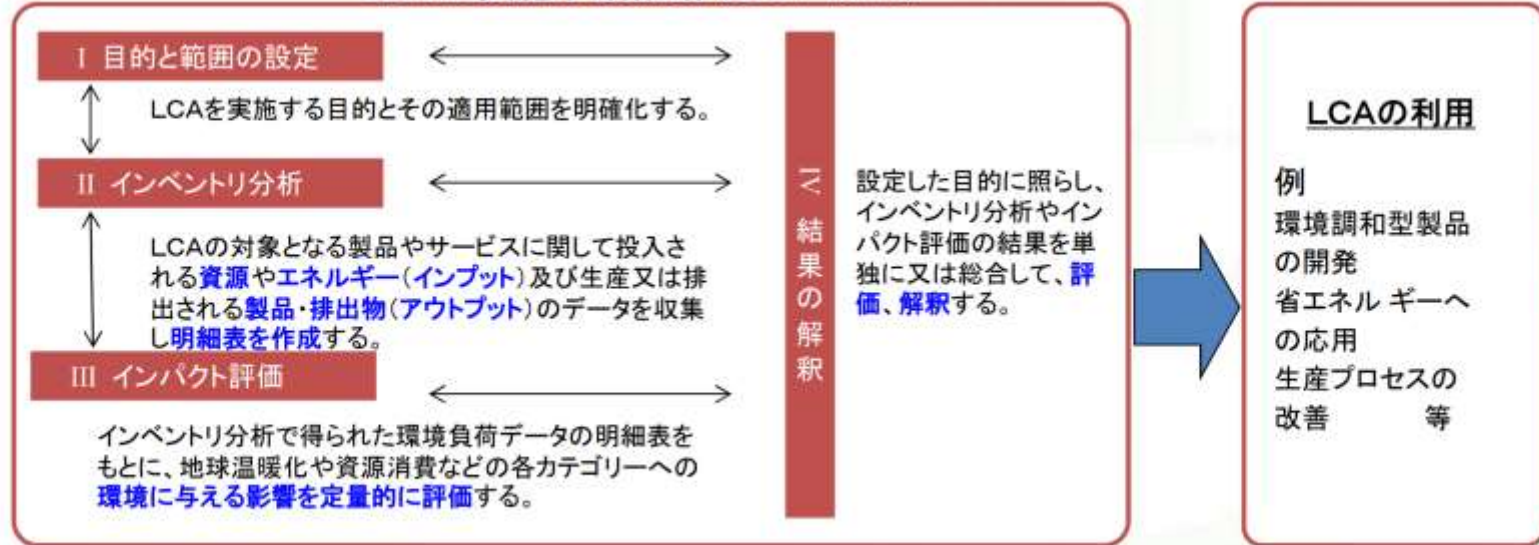 Ⅰ 目的と範囲の設定
LCAを実施する目的とその適用範囲を明確化する。
Ⅱ インベントリ分析
LCAの対象となる製品やサービスに関して投入さ
れる資源やエネルギー(インプット)及び生産又は排
出される製品・排出物(アウトプット)のデータを収集
し明細表を作成する。
Ⅲ インパクト評価
インベントリ分析で得られた環境負荷データの明細表を
もとに、地球温暖化や資源消費などの各カテゴリーへの
環境に与える影響を定量的に評価する。
Ⅳ 結果の解釈
設定した目的に照らし、
インベントリ分析やイン
パクト評価の結果を単
独に又は総合して、評
価、解釈する。
LCAの利用
例
環境調和型製品
の開発
省エネル ギーへ
の応用
生産プロセスの
改善 等